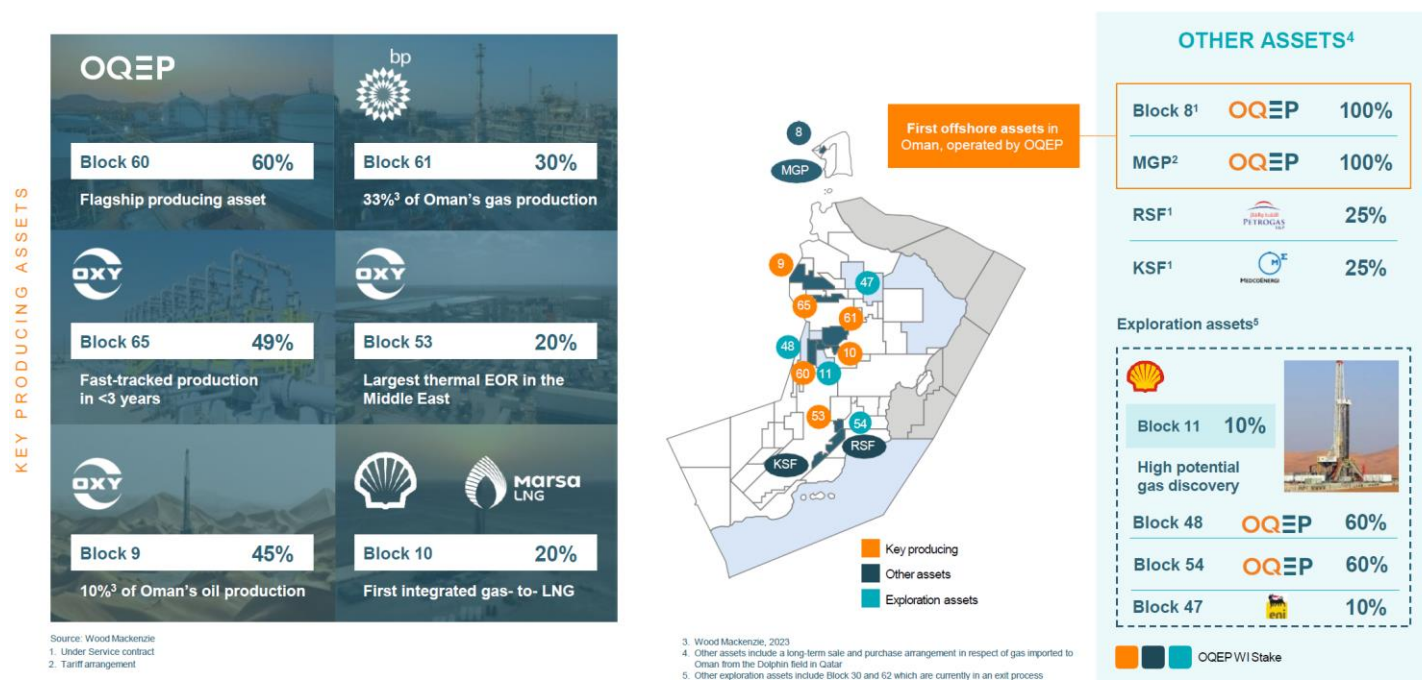 KEY PRODUCING ASSETS
OQEP
Block 60 60%
Flagship producing asset
bp
Block 61 30%
33%3 of Oman's gas production
OXY
Block 65 49%
Fast-tracked production
in <3 years
OXY
Block 53 20%
Largest thermal EOR in the
Middle East
OXY
Block 9 45%
10%3 of Oman's oil production
Marsa
LNG
Block 10 20%
First integrated gas- to- LNG
Source: Wood Mackenzie
1. Under Service contract
2. Tariff arrangement
First offshore assets in
Oman, operated by OQEP
8
MGP
9
47
65
61
48
10
60
11
53
54
RSF
KSF
Key producing
Other assets
Exploration assets
3. Wood Mackenzie, 2023
4. Other assets include a long-term sale and purchase arrangement in respect of gas imported to
Oman from the Dolphin field in Qatar
5. Other exploration assets include Block 30 and 62 which are currently in an exit process
OTHER ASSETS4
Block 81 OQEP 100%
MGP2 OQEP 100%
RSF1 PETROGAS 25%
KSF1 MEDCOENERGI 25%
Exploration assets5
Block 11 10%
High potential
gas discovery
Block 48 OQEP 60%
Block 54 OQEP 60%
Block 47 eni 10%
OQEP WI Stake